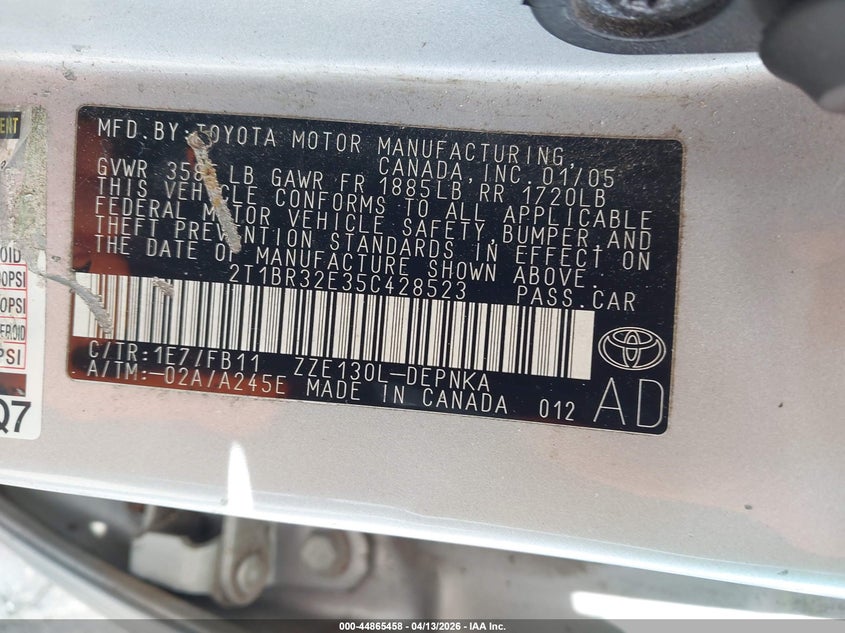 MFD.BY: TOYOTA MOTOR MANUFACTURING,
CANADA, INC. 01/05
GVWR LB GAWR FR 1885LB RR 1720LB
THIS VEHICLE CONFORMS TO ALL APPLICABLE
FEDERAL MOTOR VEHICLE SAFETY, BUMPER, AND
THEFT PREVENTION STANDARDS IN EFFECT ON
THE DATE OF MANUFACTURE SHOWN ABOVE.
2T1BR32E35C428523 PASS.CAR
C/TR:1E7/FB11 ZZE130L-DEPNKA
A/TM:-02A/A245E MADE IN CANADA 012 AD
Q7
000-44865458 | 04/13/2026 | IAA Inc.